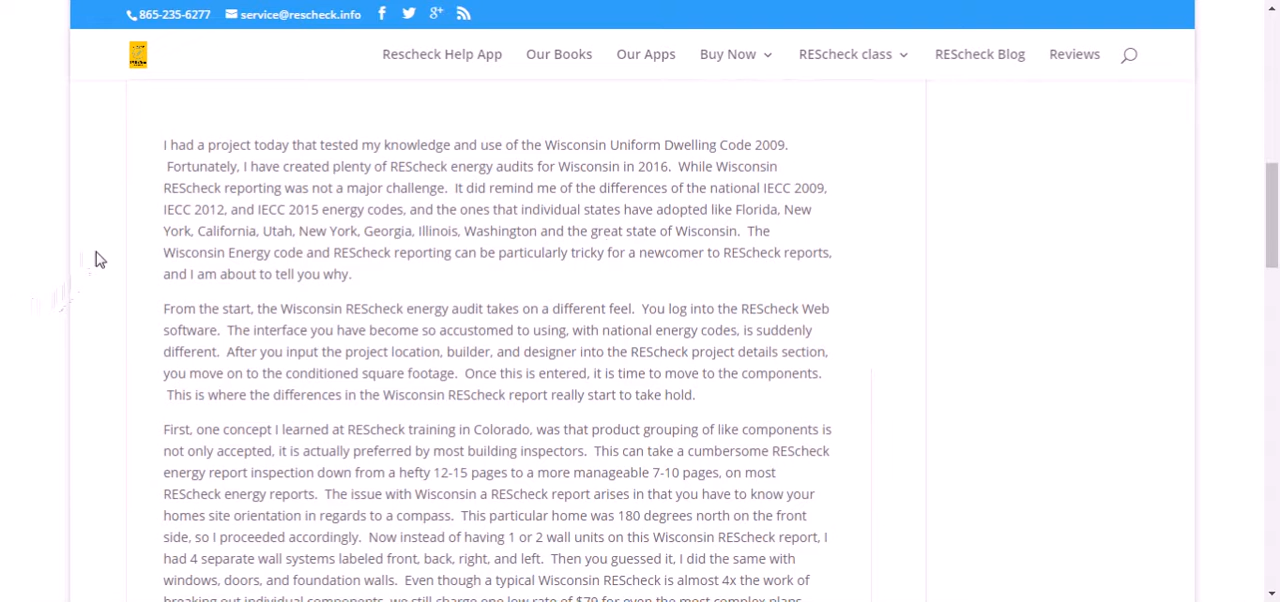 865-235-6277 service@rescheck.info
Rescheck Help App Our Books Our Apps Buy Now REScheck class REScheck Blog Reviews
I had a project today that tested my knowledge and use of the Wisconsin Uniform Dwelling Code 2009.
Fortunately, I have created plenty of REScheck energy audits for Wisconsin in 2016. While Wisconsin
REScheck reporting was not a major challenge. It did remind me of the differences of the national IECC 2009,
IECC 2012, and IECC 2015 energy codes, and the ones that individual states have adopted like Florida, New
York, California, Utah, New York, Georgia, Illinois, Washington and the great state of Wisconsin. The
Wisconsin Energy code and REScheck reporting can be particularly tricky for a newcomer to REScheck reports,
and I am about to tell you why.
From the start, the Wisconsin REScheck energy audit takes on a different feel. You log into the REScheck Web
software. The interface you have become so accustomed to using, with national energy codes, is suddenly
different. After you input the project location, builder, and designer into the REScheck project details section,
you move on to the conditioned square footage. Once this is entered, it is time to move to the components.
This is where the differences in the Wisconsin REScheck report really start to take hold.
First, one concept I learned at REScheck training in Colorado, was that product grouping of like components is
not only accepted, it is actually preferred by most building inspectors. This can take a cumbersome REScheck
energy report inspection down from a hefty 12-15 pages to a more manageable 7-10 pages, on most
REScheck energy reports. The issue with Wisconsin a REScheck report arises in that you have to know your
homes site orientation in regards to a compass. This particular home was 180 degrees north on the front
side, so I proceeded accordingly. Now instead of having 1 or 2 wall units on this Wisconsin REScheck report, I
had 4 separate wall systems labeled front, back, right, and left. Then you guessed it, I did the same with
windows, doors, and foundation walls. Even though a typical Wisconsin REScheck is almost 4x the work of
breaking out individual components, we still charge one low rate of $79 for even the most complex plans.